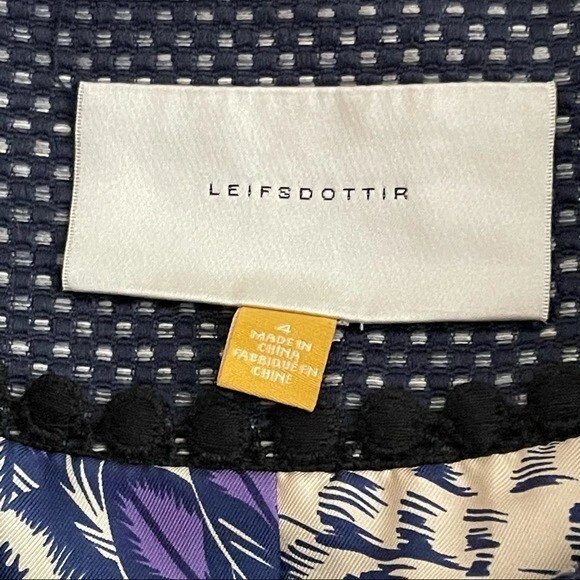 LEIFSDOTTIR
4
MADE IN
CHINA
FABRIQUE EN
CHINE